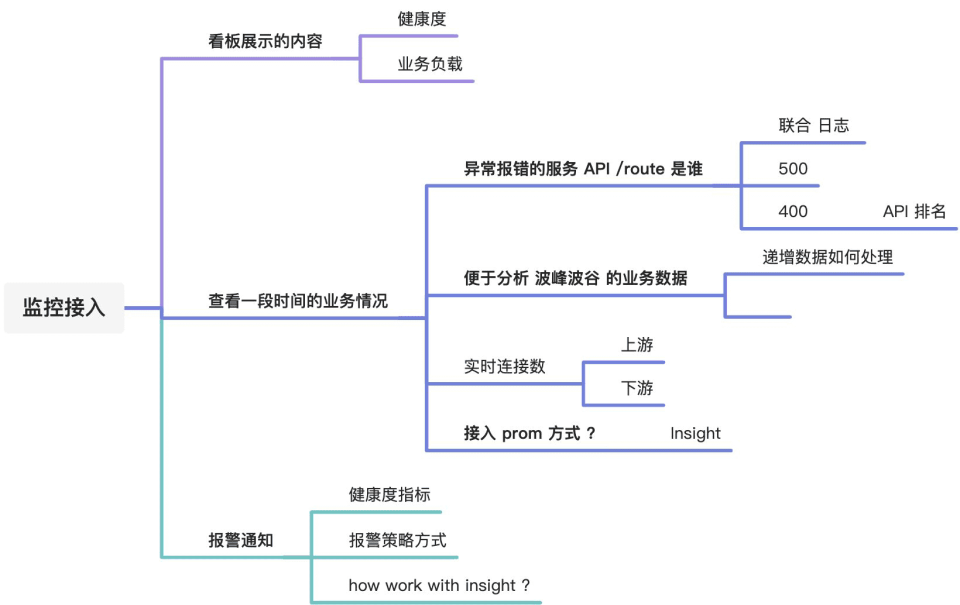 监控接入
看板展示的内容
健康度
业务负载
查看一段时间的业务情况
异常报错的服务 API /route 是谁
联合 日志
500
400
API 排名
便于分析 波峰波谷 的业务数据
递增数据如何处理
实时连接数
上游
下游
接入 prom 方式 ?
Insight
报警通知
健康度指标
报警策略方式
how work with insight ?